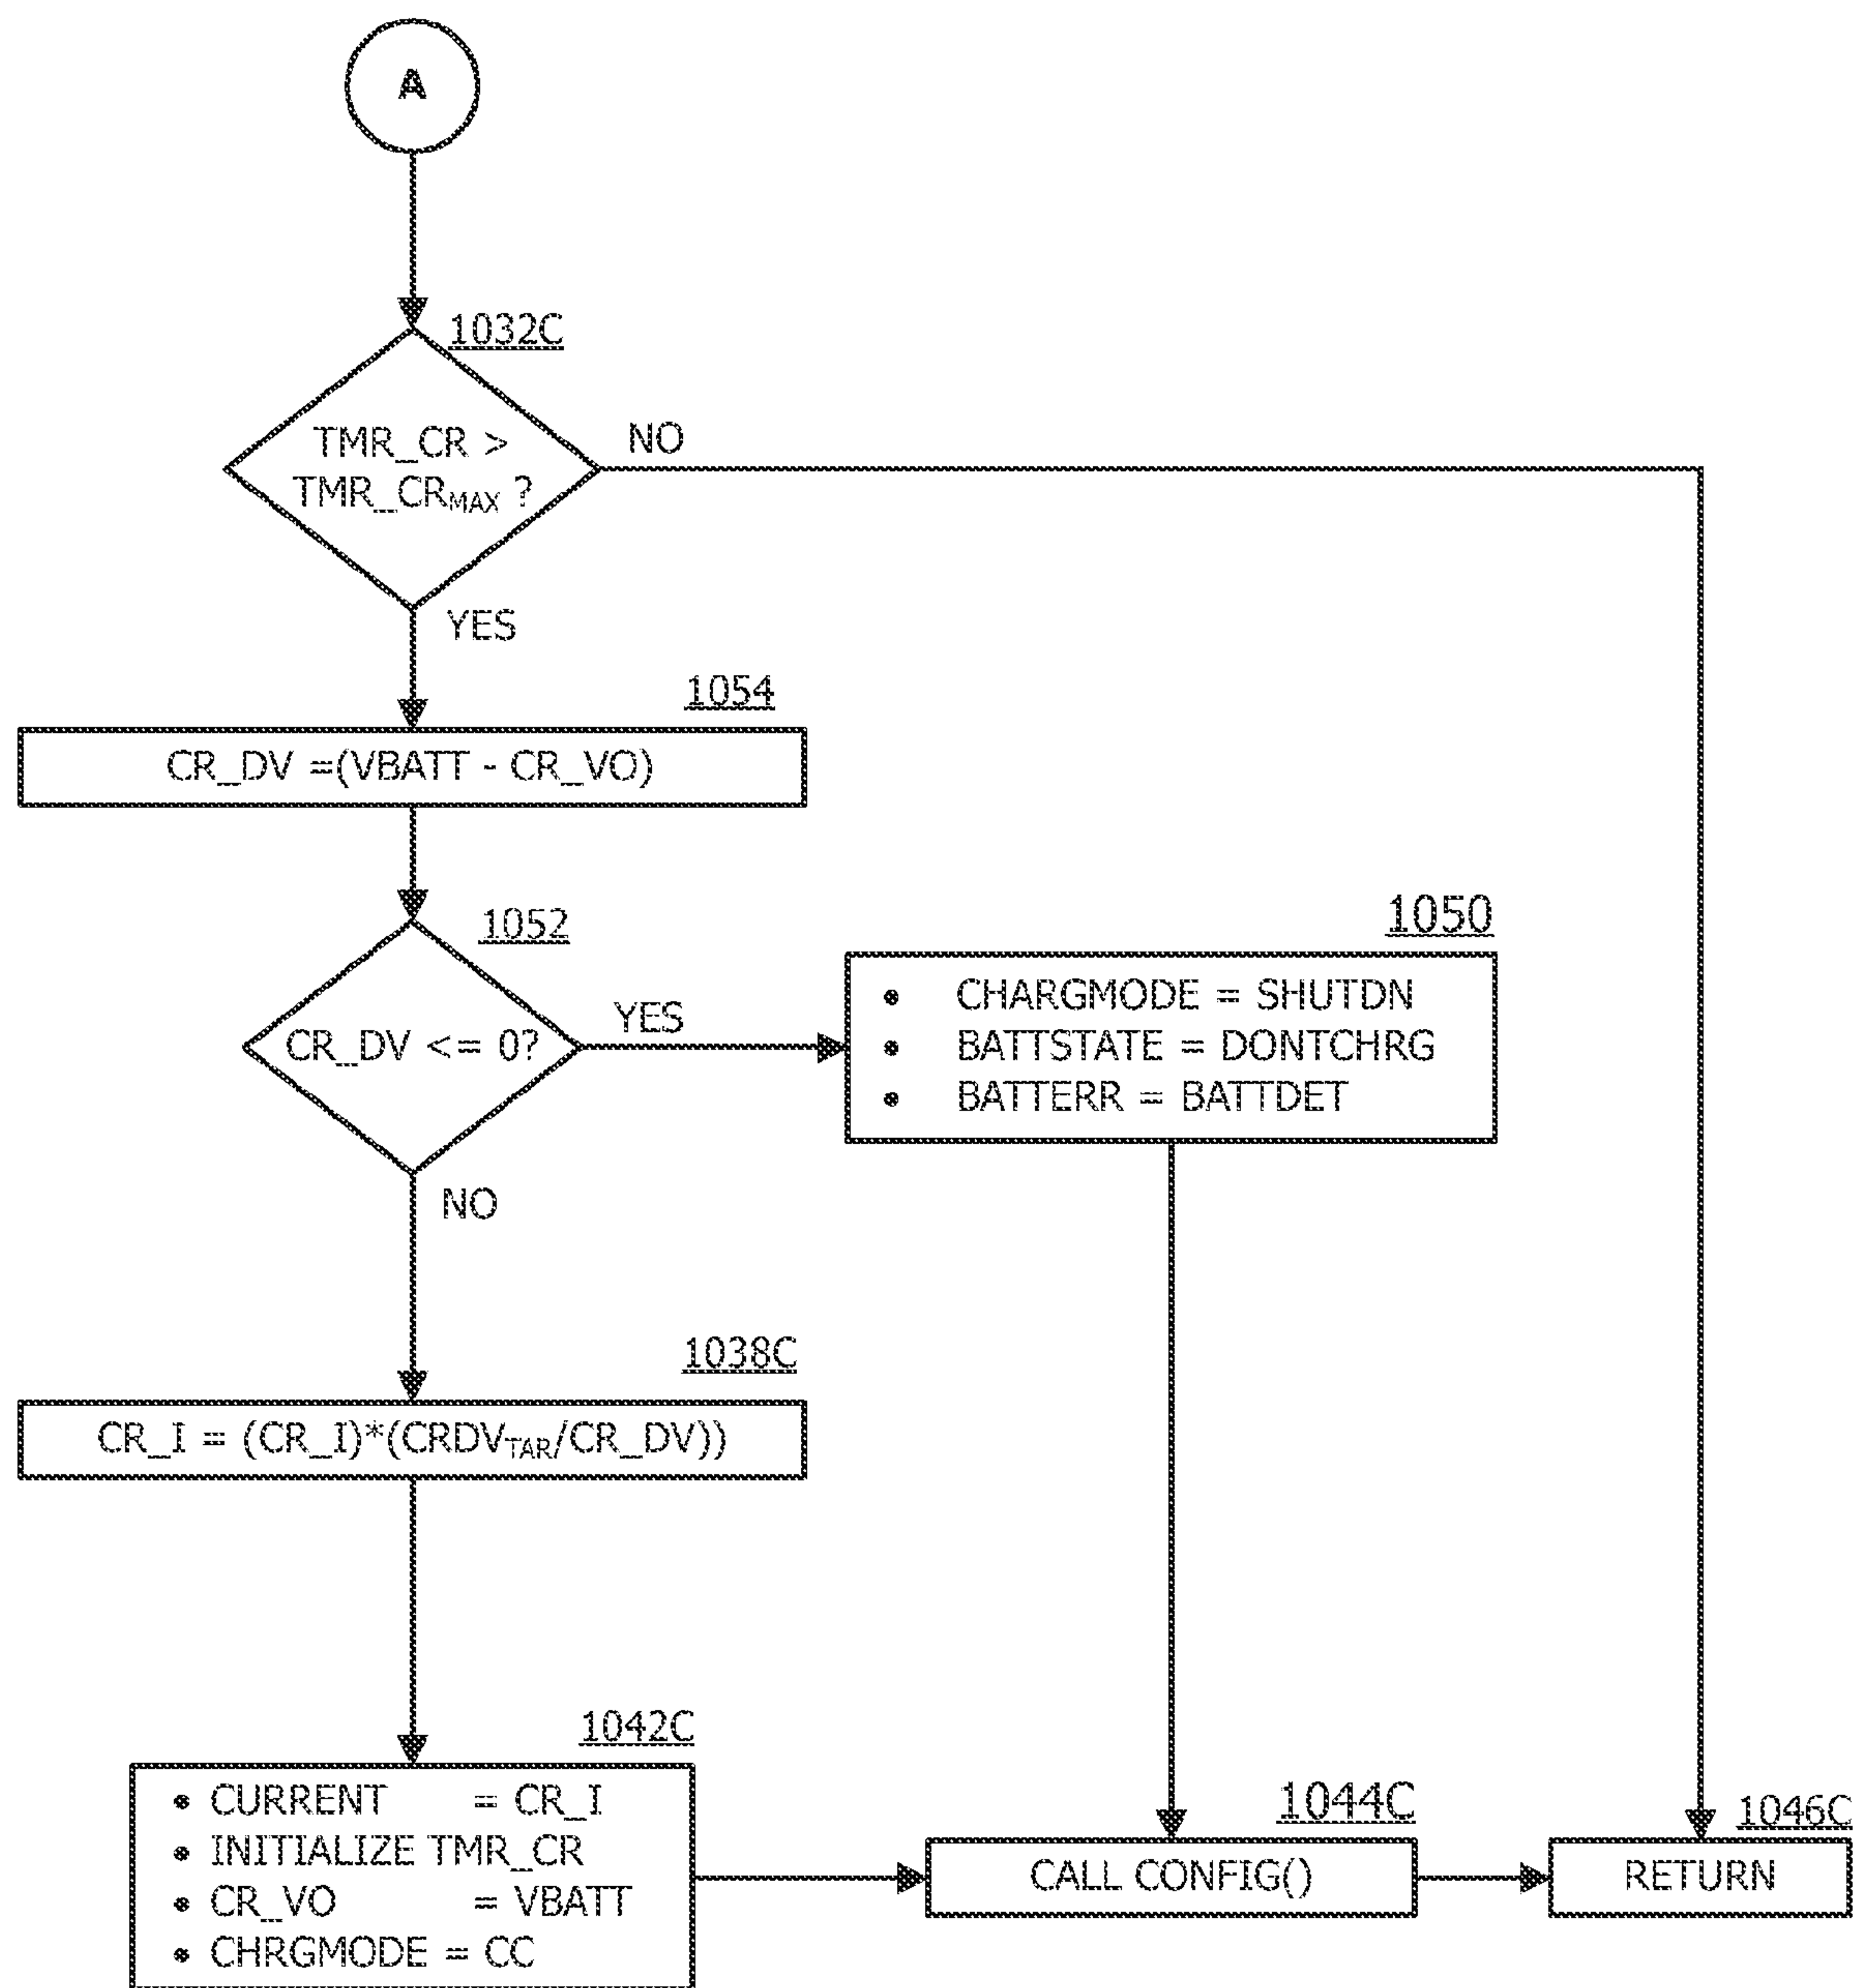 A
1032C
TMR_CR >
TMR_CRMAX ?
NO
YES
1054
CR_DV =(VBATT - CR_VO)
1052
CR_DV <= 0?
YES
NO
1050
• CHARGMODE = SHUTDN
• BATTSTATE = DONTCHRG
• BATTERR = BATTDET
1038C
CR_I = (CR_I)*(CRDVTAR/CR_DV))
1042C
• CURRENT = CR_I
• INITIALIZE TMR_CR
• CR_VO = VBATT
• CHRGMODE = CC
1044C
CALL CONFIG()
1046C
RETURN